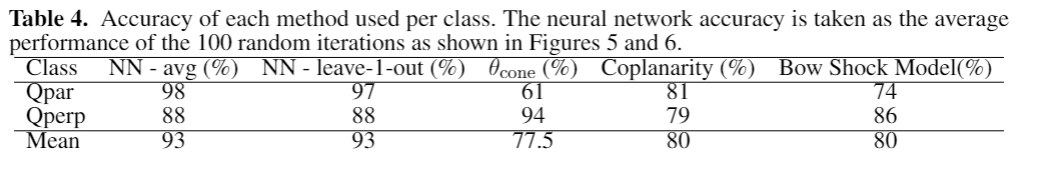 Table 4. Accuracy of each method used per class. The neural network accuracy is taken as the average
performance of the 100 random iterations as shown in Figures 5 and 6.
Class NN - avg (%) NN - leave-1-out (%) θcone (%) Coplanarity (%) Bow Shock Model(%)
Qpar 98 97 61 81 74
Qperp 88 88 94 79 86
Mean 93 93 77.5 80 80